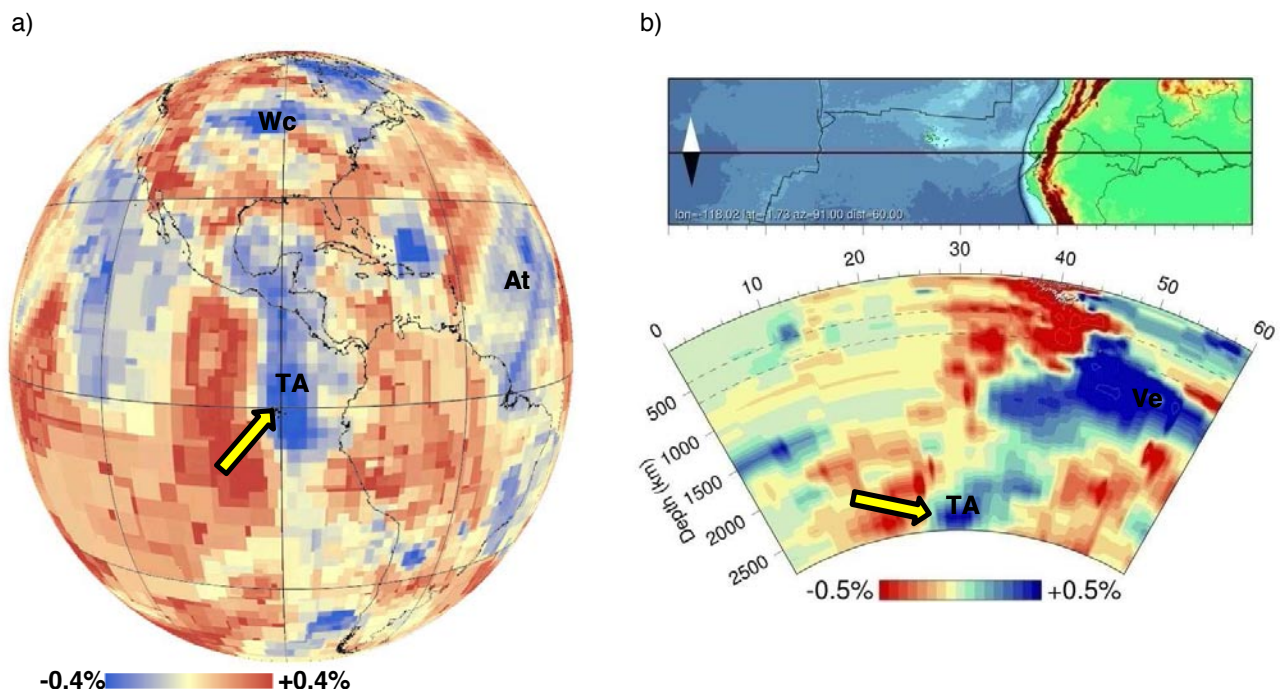 a)
Wc
At
TA
-0.4% +0.4%
b)
lon=-118.02 lat=-1.73 az=91.00 dist=60.00
0 10 20 30 40 50 60
500
1000
1500
2000
2500
Depth (km)
Ve
TA
-0.5% +0.5%